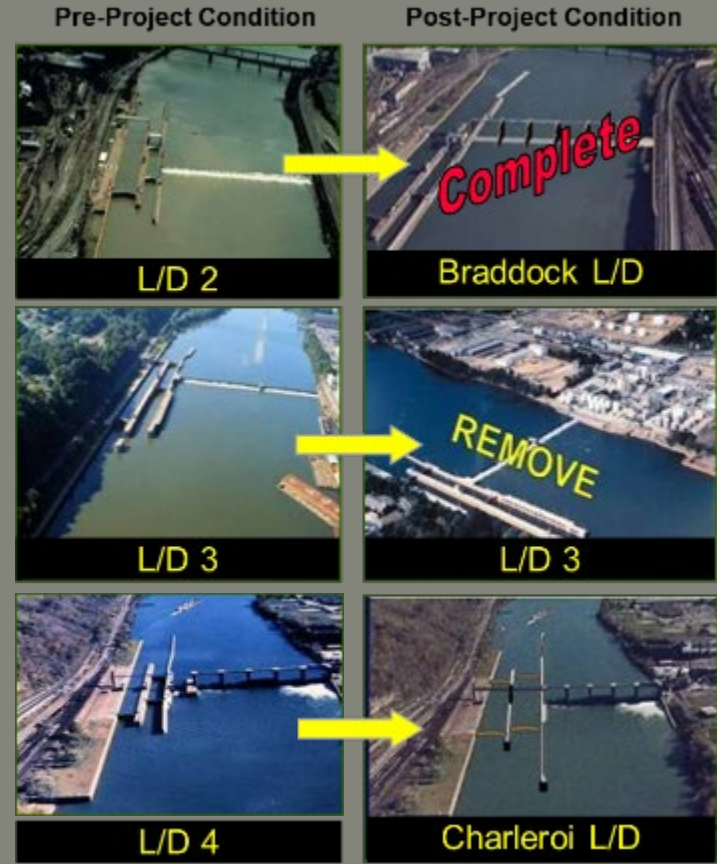 Pre-Project Condition
Post-Project Condition
Complete
L/D 2
Braddock L/D
REMOVE
L/D 3
L/D 3
L/D 4
Charleroi L/D